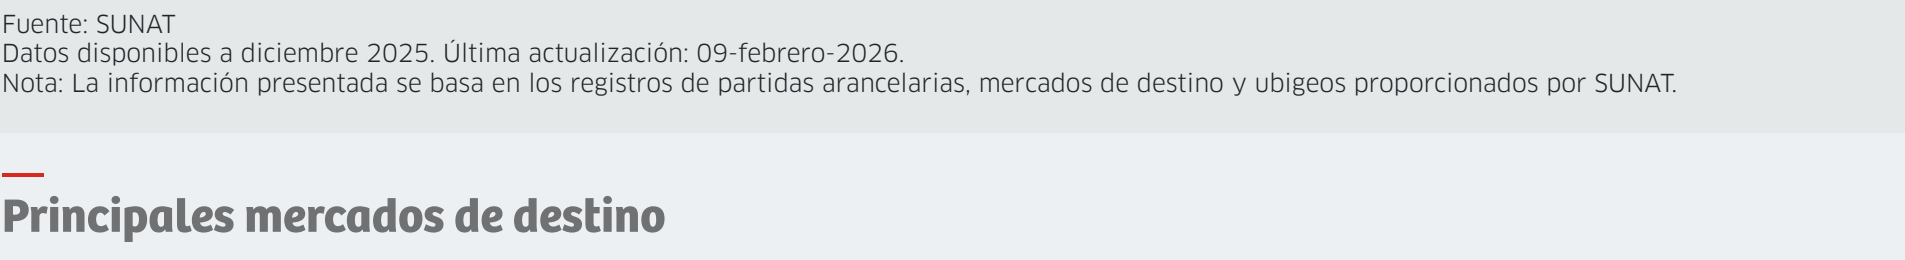 Fuente: SUNAT
Datos disponibles a diciembre 2025. Última actualización: 09-febrero-2026.
Nota: La información presentada se basa en los registros de partidas arancelarias, mercados de destino y ubigeos proporcionados por SUNAT.
Principales mercados de destino